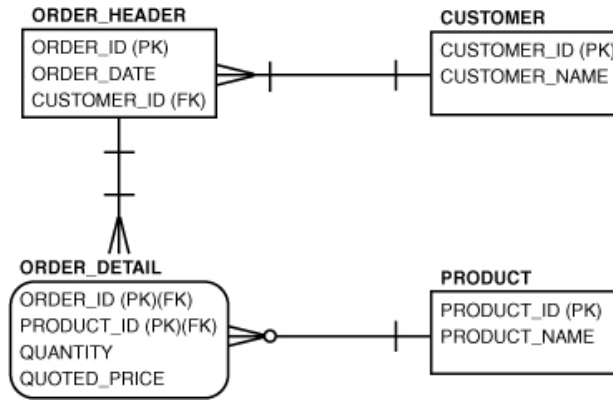 ORDER_HEADER
ORDER_ID (PK)
ORDER_DATE
CUSTOMER_ID (FK)
CUSTOMER
CUSTOMER_ID (PK)
CUSTOMER_NAME
ORDER_DETAIL
ORDER_ID (PK)(FK)
PRODUCT_ID (PK)(FK)
QUANTITY
QUOTED_PRICE
PRODUCT
PRODUCT_ID (PK)
PRODUCT_NAME